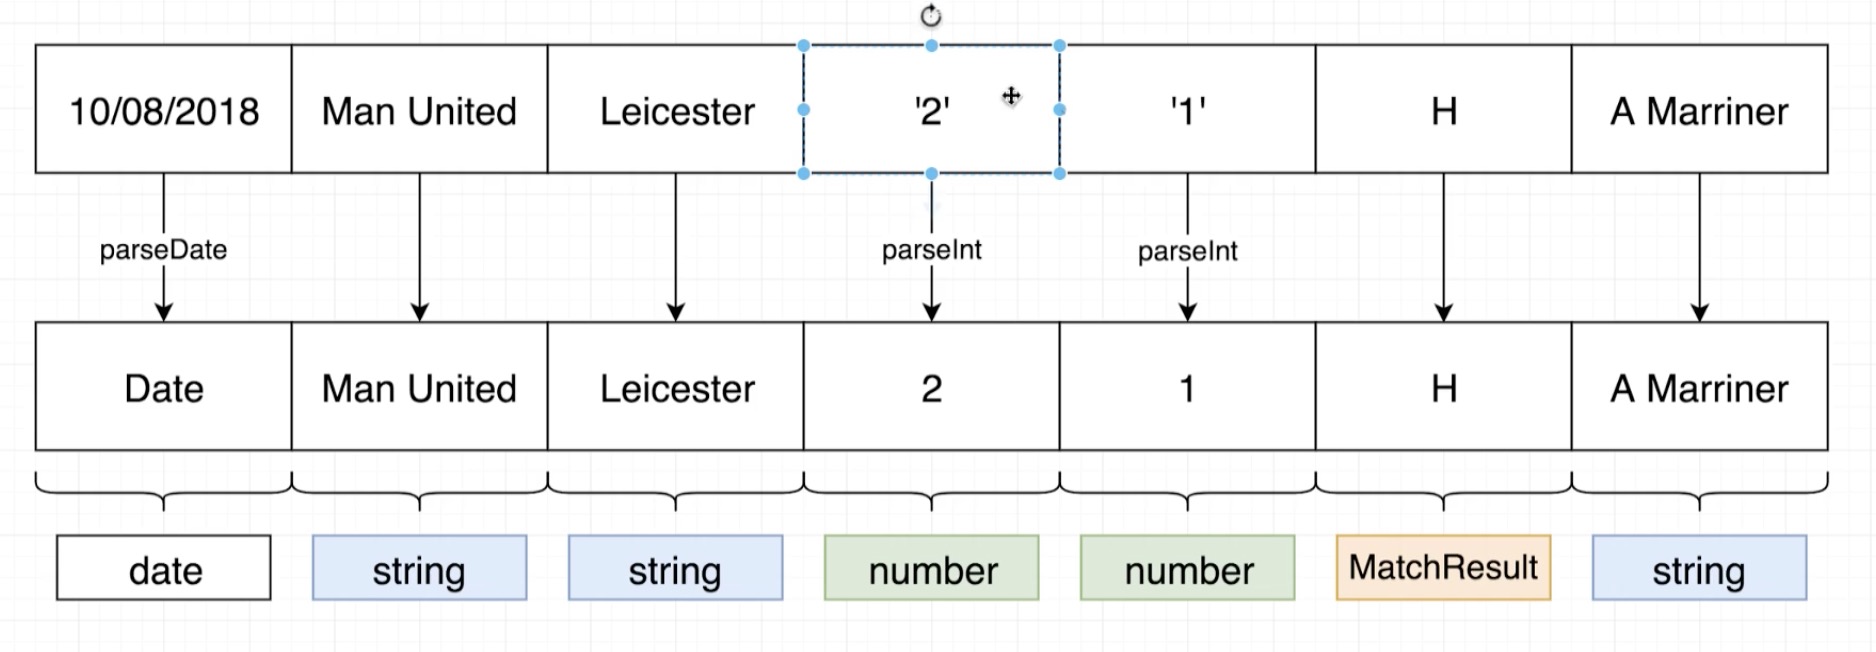 10/08/2018 Man United Leicester '2' '1' H A Marriner
parseDate parseInt parseInt
Date Man United Leicester 2 1 H A Marriner
date string string number number MatchResult string